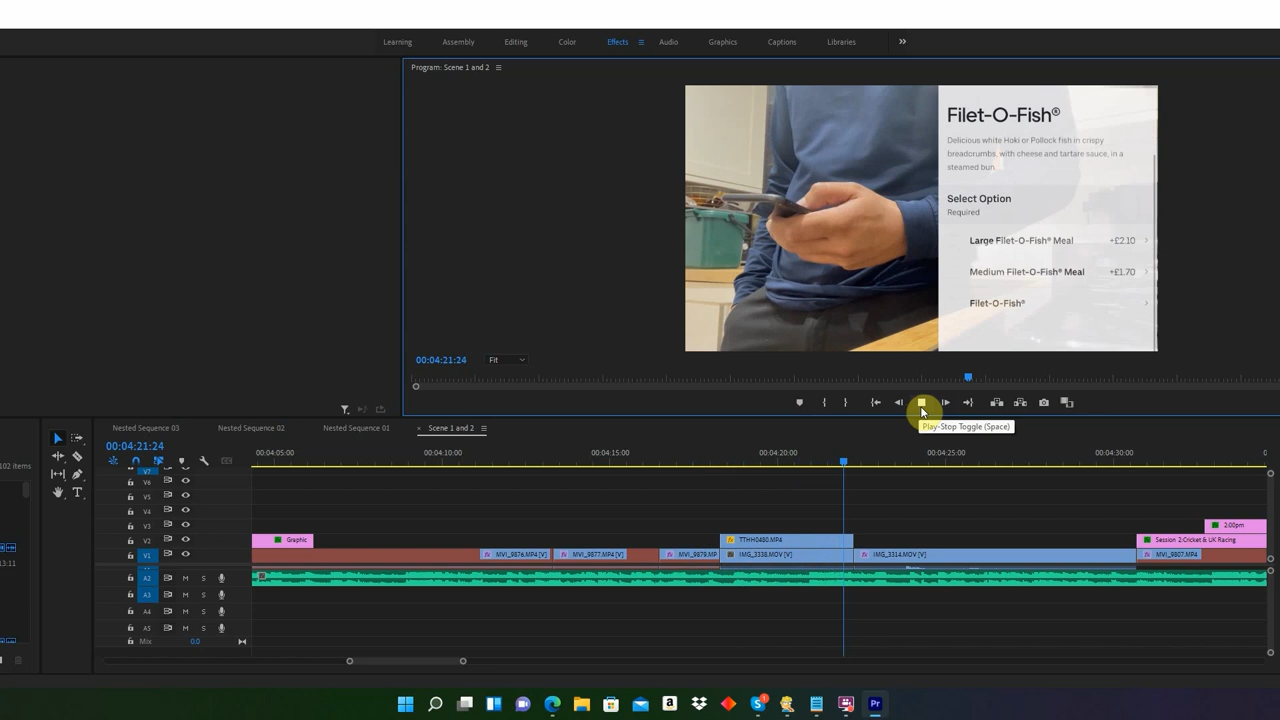 Learning Assembly Editing Color Effects Audio Graphics Captions Libraries
Program: Scene 1 and 2
Filet-O-Fish®
Delicious white Hoki or Pollock fish in crispy
breadcrumbs, with cheese and tartare sauce, in a
steamed bun.
Select Option
Required
Large Filet-O-Fish® Meal +£2.10
Medium Filet-O-Fish® Meal +£1.70
Filet-O-Fish®
00:04:21:24 Fit
Play-Stop Toggle (Space)
Nested Sequence 03 Nested Sequence 02 Nested Sequence 01 × Scene 1 and 2
00:04:21:24
00:04:05:00 00:04:10:00 00:04:15:00 00:04:20:00 00:04:25:00 00:04:30:00
102 items
V7
V6
V5
V4
V3 2:00pm
V2 Graphic TTHH0480.MP4 Session 2:Cricket & UK Racing
V1 MVI_9876.MP4 [V] MVI_9877.MP4 [V] MVI_9879.MP IMG_3338.MOV [V] IMG_3314.MOV [V] MVI_9807.MP4
13:11
A2 M S
A3 M S
A4 M S
A5 M S
Mix 0.0
a S 1 Pr